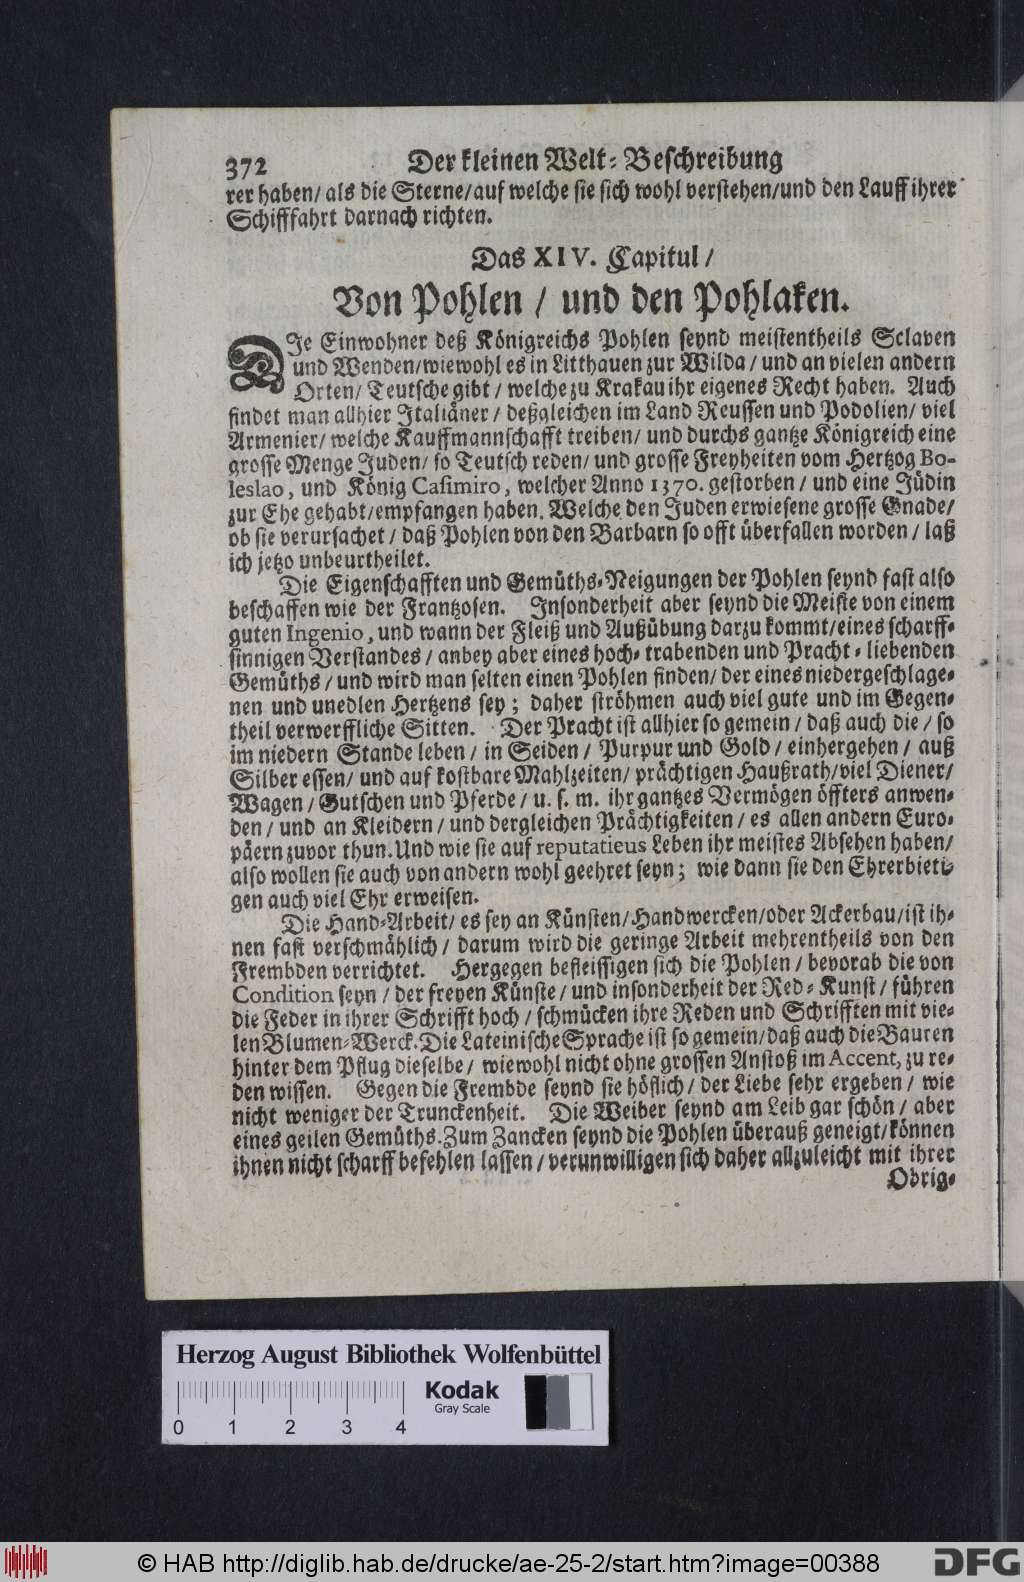 372 Der kleinen Welt-Beschreibung
rer haben/ als die Sterne/ auf welche sie sich wohl verstehen/ und den Lauff ihrer
Schifffahrt darnach richten.
Das XIV. Capitul/
Von Pohlen / und den Pohlaken.
DIe Einwohner deß Königreichs Pohlen seynd meistentheils Sclaven
und Wenden/ wiewohl es in Litthauen zur Wilda / und an vielen andern
Orten/ Teutsche gibt / welche zu Krakau ihr eigenes Recht haben. Auch
findet man allhier Italiäner / deßgleichen im Land Reussen und Podolien/ viel
Armenier/ welche Kauffmannschafft treiben/ und durchs gantze Königreich eine
grosse Menge Juden/ so Teutsch reden/ und grosse Freyheiten vom Hertzog Bo-
leslao, und König Casimiro, welcher Anno 1370. gestorben / und eine Jüdin
zur Ehe gehabt/ empfangen haben. Welche den Juden erwiesene grosse Gnade/
ob sie verursachet / daß Pohlen von den Barbarn so offt überfallen worden / laß
ich jetzo unbeurtheilet.
Die Eigenschafften und Gemüths-Neigungen der Pohlen seynd fast also
beschaffen wie der Frantzosen. Insonderheit aber seynd die Meiste von einem
guten Ingenio, und wann der Fleiß und Außübung darzu kommt/ eines scharff-
sinnigen Verstandes / anbey aber eines hoch-trabenden und Pracht-liebenden
Gemüths / und wird man selten einen Pohlen finden/ der eines niedergeschlage-
nen und unedlen Hertzens sey; daher ströhmen auch viel gute und im Gegen-
theil verwerffliche Sitten. Der Pracht ist allhier so gemein / daß auch die / so
im niedern Stande leben / in Seiden / Purpur und Gold / einhergehen / auß
Silber essen/ und auf kostbare Mahlzeiten/ prächtigen Haußrath/ viel Diener/
Wagen / Gutschen und Pferde / u. s. m. ihr gantzes Vermögen öffters anwen-
den / und an Kleidern / und dergleichen Prächtigkeiten / es allen andern Euro-
päern zuvor thun. Und wie sie auf reputatieus Leben ihr meistes Absehen haben/
also wollen sie auch von andern wohl geehret seyn; wie dann sie den Ehrerbieti-
gen auch viel Ehr erweisen.
Die Hand-Arbeit/ es sey an Künsten/ Handwercken/ oder Ackerbau/ ist ih-
nen fast verschmählich / darum wird die geringe Arbeit mehrentheils von den
Frembden verrichtet. Hergegen befleissigen sich die Pohlen / bevorab die von
Condition seyn / der freyen Künste / und insonderheit der Red-Kunst / führen
die Feder in ihrer Schrifft hoch / schmücken ihre Reden und Schrifften mit vie-
len Blumen-Werck. Die Lateinische Sprache ist so gemein/ daß auch die Bauren
hinter dem Pflug dieselbe / wiewohl nicht ohne grossen Anstoß im Accent, zu re-
den wissen. Gegen die Frembde seynd sie höflich / der Liebe sehr ergeben / wie
nicht weniger der Trunckenheit. Die Weiber seynd am Leib gar schön / aber
eines geilen Gemüths. Zum Zancken seynd die Pohlen überauß geneigt/ können
ihnen nicht scharff befehlen lassen / verunwilligen sich daher allzuleicht mit ihrer
Obrig-
Herzog August Bibliothek Wolfenbüttel
Kodak
Gray Scale
0 1 2 3 4
© HAB http://diglib.hab.de/drucke/ae-25-2/start.htm?image=00388
DFG